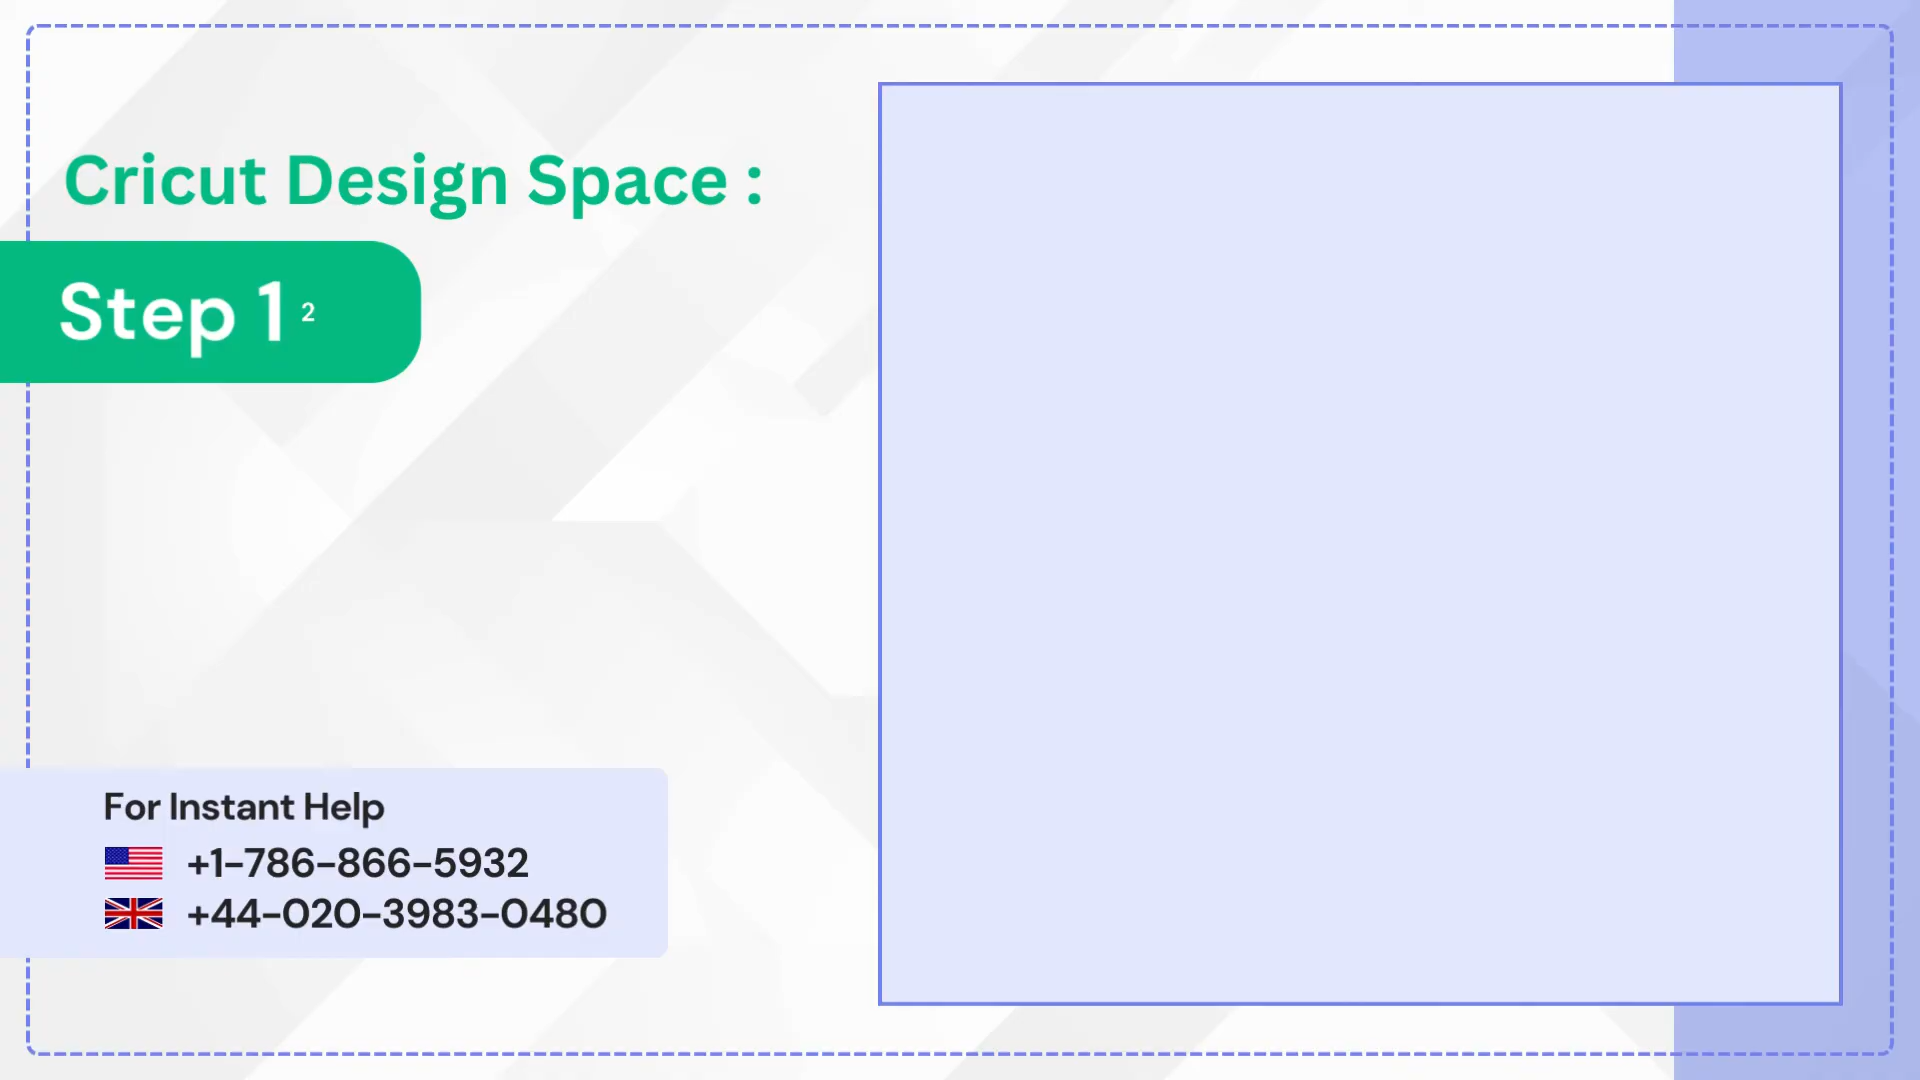 Cricut Design Space :
Step 1 2
For Instant Help
+1-786-866-5932
+44-020-3983-0480